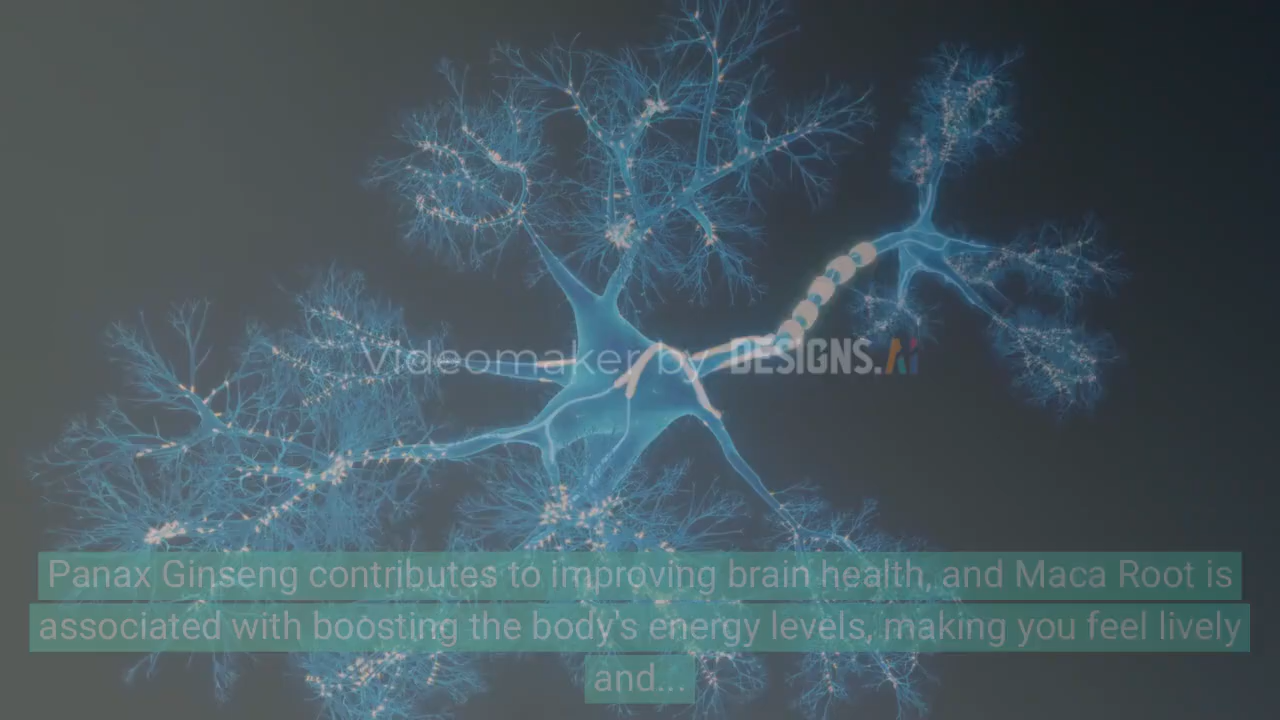 Videomaker by DESIGNS.AI
Panax Ginseng contributes to improving brain health, and Maca Root is
associated with boosting the body's energy levels, making you feel lively
and...